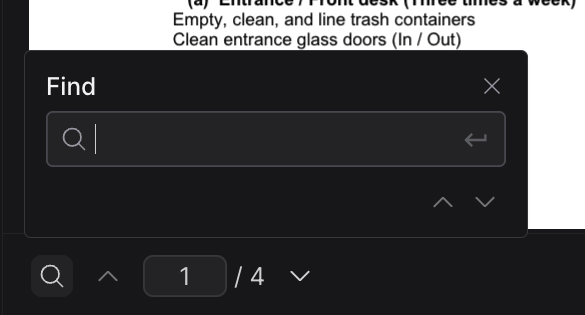 (a) Entrance / Front desk (Three times a week)
Empty, clean, and line trash containers
Clean entrance glass doors (In / Out)
Find
1 / 4